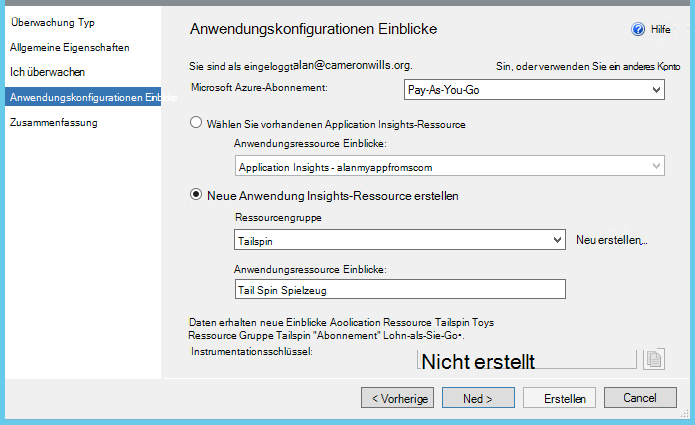 Überwachung Typ
Allgemeine Eigenschaften
Ich überwachen
Anwendungskonfigurationen Einblicke
Zusammenfassung
Anwendungskonfigurationen Einblicke
Hilfe
Sie sind als eingeloggtalan@cameronwills.org.
Sin, oder verwenden Sie ein anderes Konto
Microsoft Azure-Abonnement:
Pay-As-You-Go
Wählen Sie vorhandenen Application Insights-Ressource
Anwendungsressource Einblicke:
Application Insights - alanmyappfromscom
Neue Anwendung Insights-Ressource erstellen
Ressourcengruppe
Tailspin
Neu erstellen,..
Anwendungsressource Einblicke:
Tail Spin Spielzeug
Daten erhalten neue Einblicke Aoolication Ressource Tailspin Toys
Ressource Gruppe Tailspin "Abonnement" Lohn-als-Sie-Go•.
Instrumentationsschlüssel:
Nicht erstellt
< Vorherige
Ned >
Erstellen
Cancel